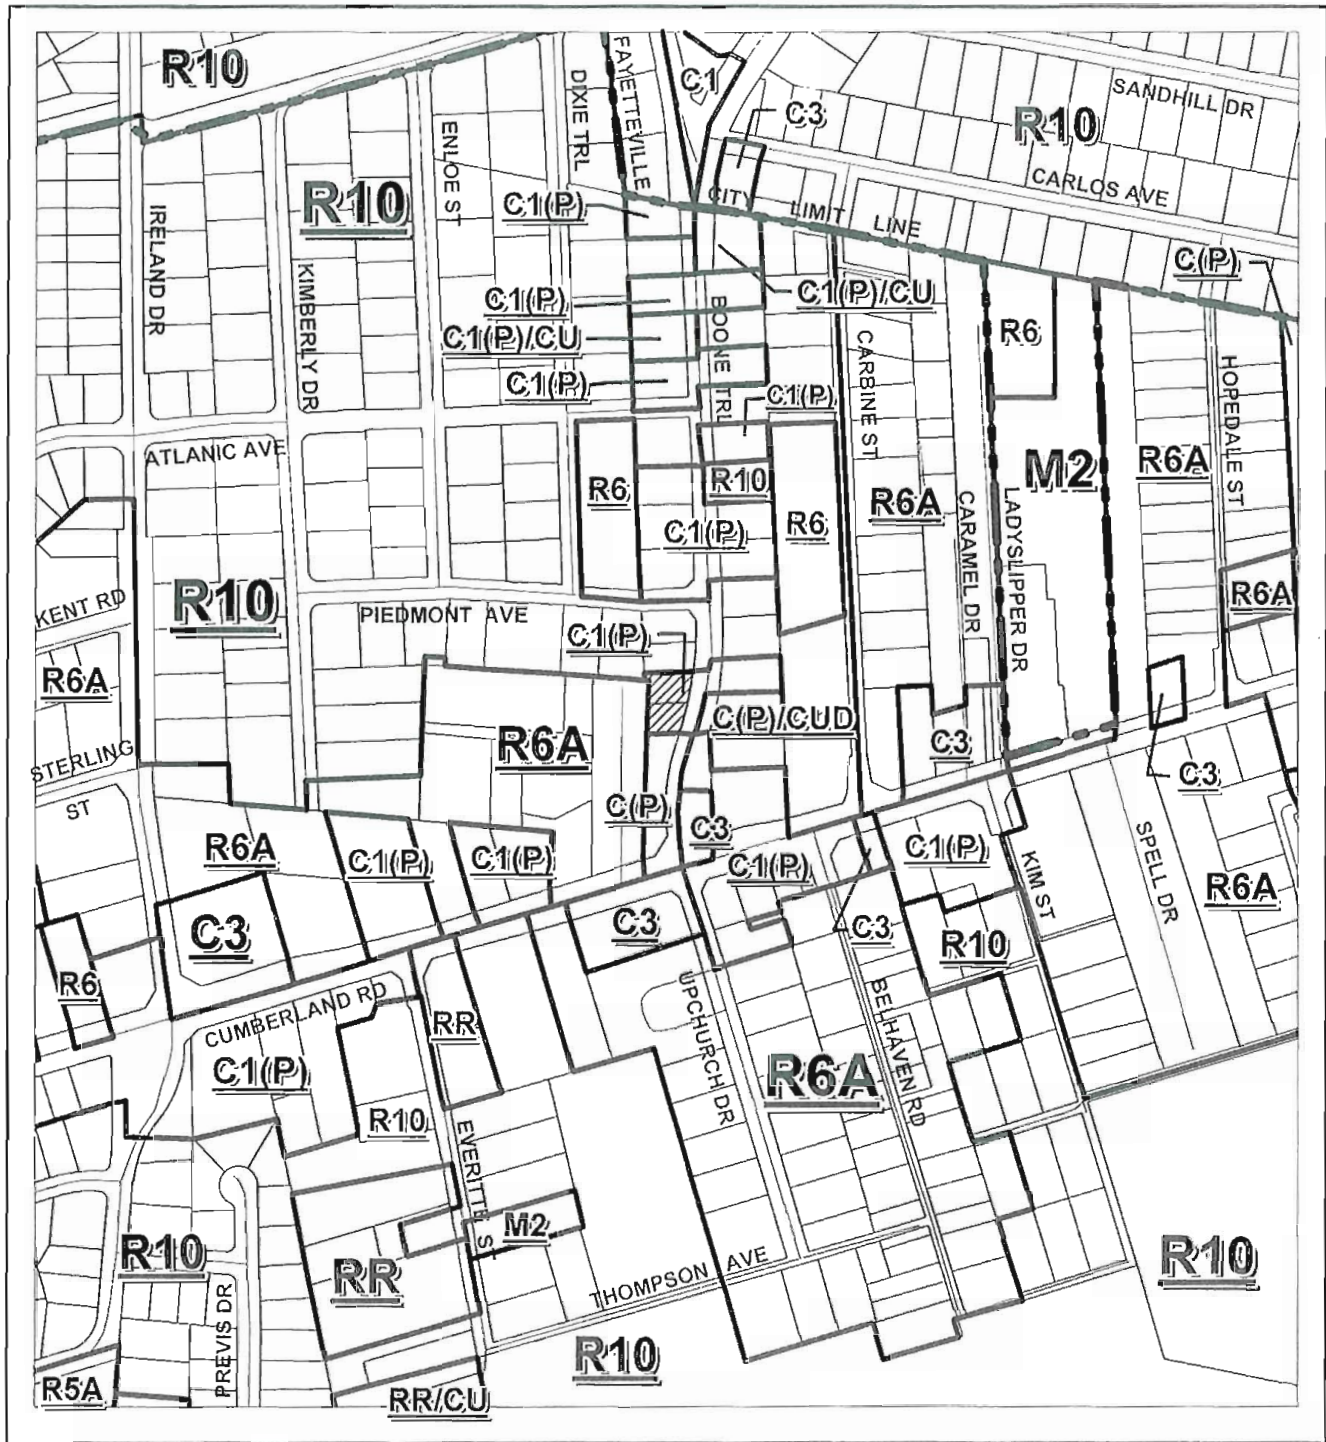 R10
C1
SANDHILL DR
C3
R10
FAYETTEVILLE
DIXIE TRL
ENLOE ST
CARLOS AVE
R10
C1(P)
CITY LIMIT LINE
IRELAND DR
KIMBERLY DR
C(P)
C1(P)
C1(P)/CU
C1(P)/CU
BOONE TRL
R6
C1(P)
CARBINE ST
HOPEDALE ST
C1(P)
ATLANIC AVE
M2
R6A
R6
R10
R6A
C1(P)
R6
CARAMEL DR
LADYSLIPPER DR
R10
KENT RD
PIEDMONT AVE
R6A
C1(P)
R6A
C(P)/CUD
R6A
C3
STERLING ST
C3
C(P)
C3
R6A
C1(P)
C1(P)
C1(P)
C1(P)
KIM ST
SPELL DR
R6A
C3
C3
C3
R10
R6
CUMBERLAND RD
RR
UPCHURCH DR
BELHAVEN RD
C1(P)
R6A
R10
EVERITTE S
R10
M2
RR
R10
THOMPSON AVE
PREVIS DR
R10
R5A
RR/CU